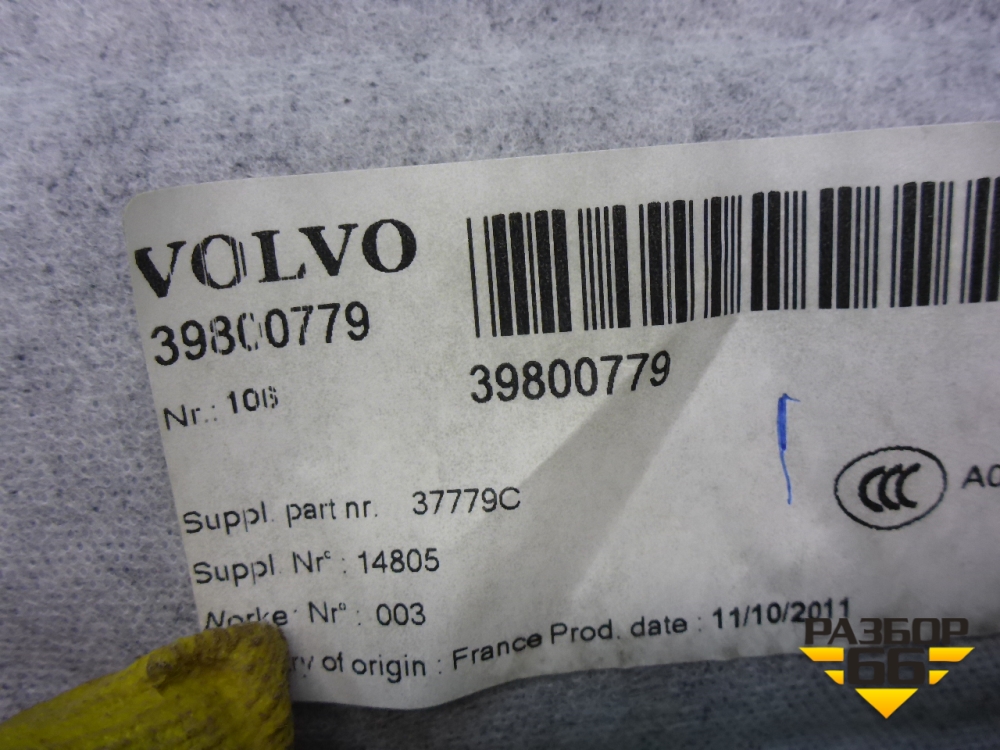 VOLVO
39800779
39800779
Nr.:
Suppl. part nr. 37779C
Suppl. Nr° : 14805
Nr° : 003
of origin : France Prod. date : 11/10/2011
CCC
РАЗБОР
66